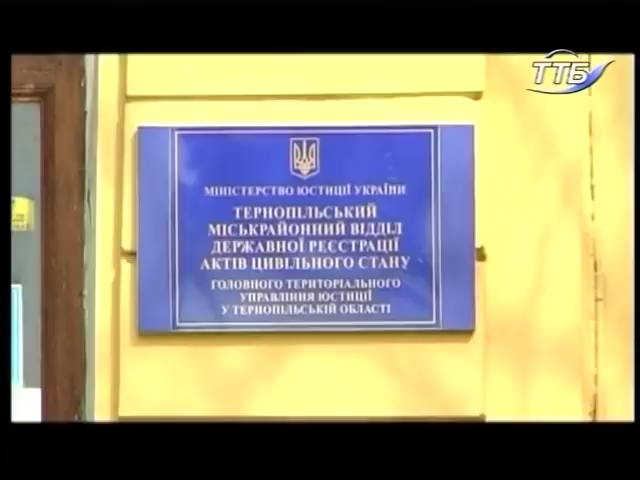 ТТБ
МІНІСТЕРСТВО ЮСТИЦІЇ УКРАЇНИ
ТЕРНОПІЛЬСЬКИЙ
МІСЬКРАЙОННИЙ ВІДДІЛ
ДЕРЖАВНОЇ РЕЄСТРАЦІЇ
АКТІВ ЦИВІЛЬНОГО СТАНУ
ГОЛОВНОГО ТЕРИТОРІАЛЬНОГО
УПРАВЛІННЯ ЮСТИЦІЇ
У ТЕРНОПІЛЬСЬКІЙ ОБЛАСТІ